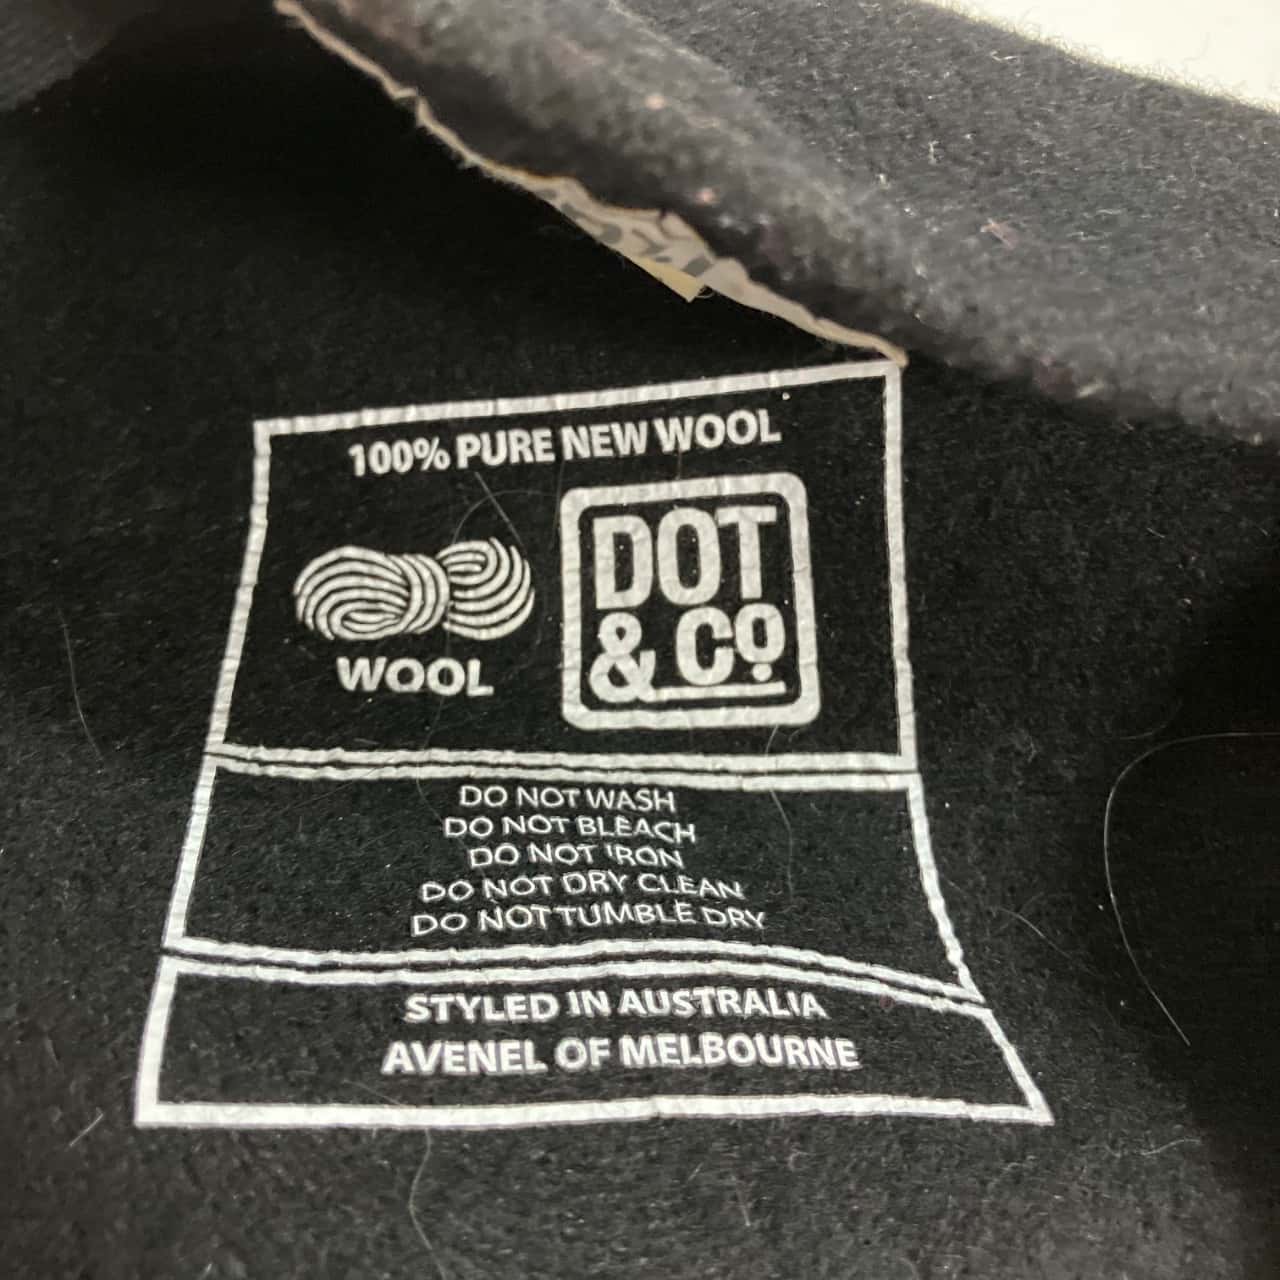 100% PURE NEW WOOL
WOOL
DOT
& Co
DO NOT WASH
DO NOT BLEACH
DO NOT IRON
DO NOT DRY CLEAN
DO NOT TUMBLE DRY
STYLED IN AUSTRALIA
AVENEL OF MELBOURNE